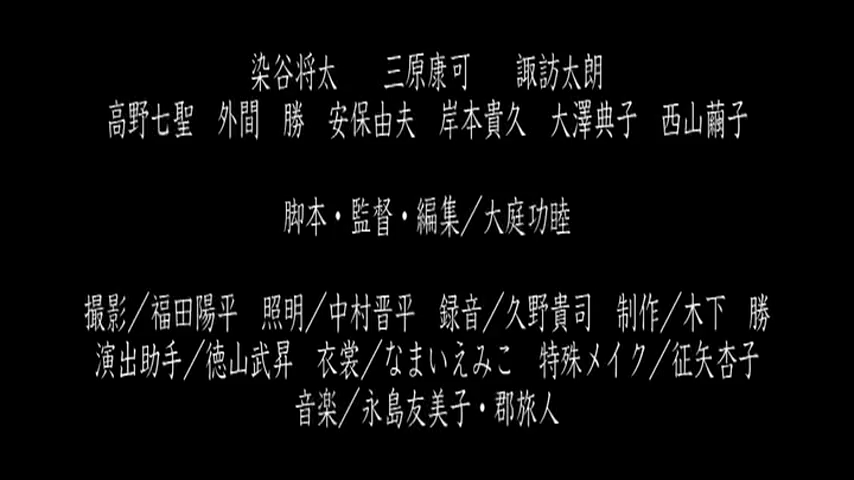 染谷将太　三原康可　諏訪太朗
高野七聖　外間　勝　安保由夫　岸本貴久　大澤典子　西山繭子
脚本・監督・編集／大庭功睦
撮影／福田陽平　照明／中村晋平　録音／久野貴司　制作／木下　勝
演出助手／徳山武昇　衣裳／なまいえみこ　特殊メイク／征矢杏子
音楽／永島友美子・郡旅人